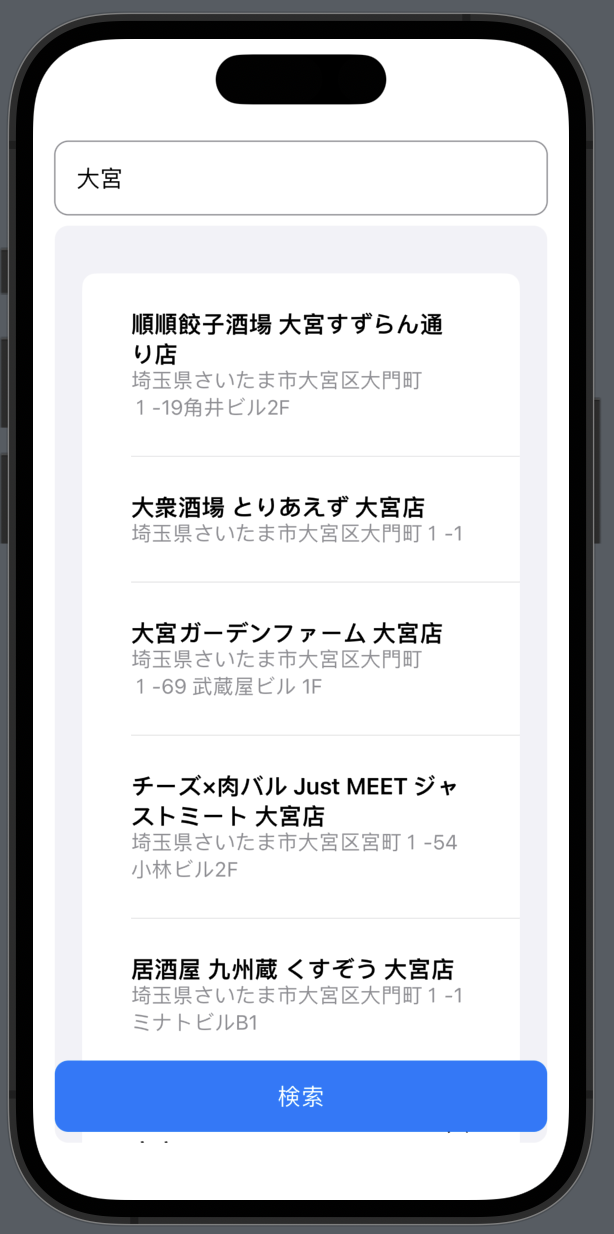 大宮
順順餃子酒場 大宮すずらん通
り店
埼玉県さいたま市大宮区大門町
１-19角井ビル2F
大衆酒場 とりあえず 大宮店
埼玉県さいたま市大宮区大門町１-1
大宮ガーデンファーム 大宮店
埼玉県さいたま市大宮区大門町
１-69 武蔵屋ビル 1F
チーズ×肉バル Just MEET ジャ
ストミート 大宮店
埼玉県さいたま市大宮区宮町１-54
小林ビル2F
居酒屋 九州蔵 くすぞう 大宮店
埼玉県さいたま市大宮区大門町１-1
ミナトビルB1
検索